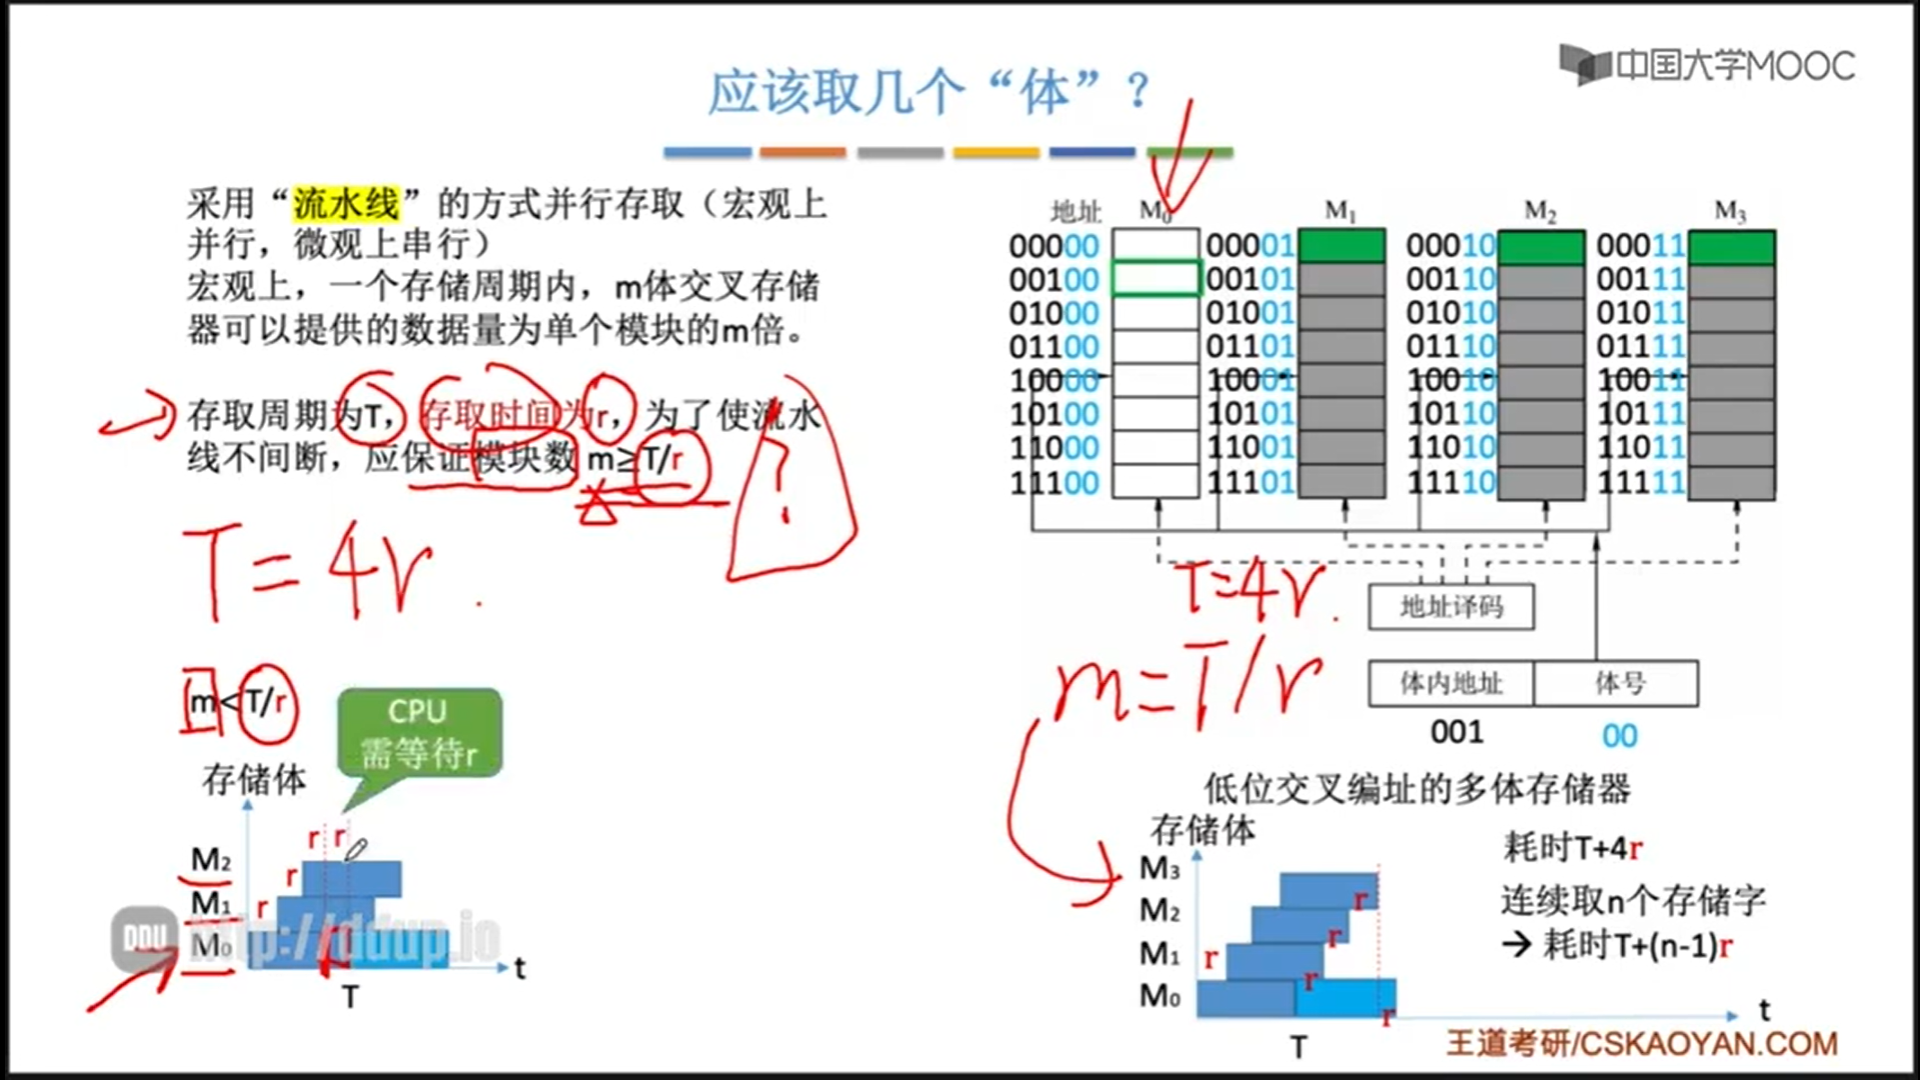 中国大学MOOC
应该取几个“体”？
采用“流水线”的方式并行存取（宏观上
并行，微观上串行）
宏观上，一个存储周期内，m体交叉存储
器可以提供的数据量为单个模块的m倍。
存取周期为T，存取时间为r，为了使流水
线不间断，应保证模块数 m≥T/r
?
T=4r.
m<T/r
CPU
需等待r
存储体
r r
M₂ r
M₁ r
M₀
t
T
DDU http://ddup.io
地址 M₀ M₁ M₂ M₃
00000 00001 00010 00011
00100 00101 00110 00111
01000 01001 01010 01011
01100 01101 01110 01111
10000 10001 10010 10011
10100 10101 10110 10111
11000 11001 11010 11011
11100 11101 11110 11111
T=4r.
地址译码
m=T/r
体内地址 体号
001 00
低位交叉编址的多体存储器
存储体
M₃ r
M₂ r
M₁ r r
M₀ r
t
T
耗时T+4r
连续取n个存储字
→ 耗时T+(n-1)r
王道考研/CSKAOYAN.COM